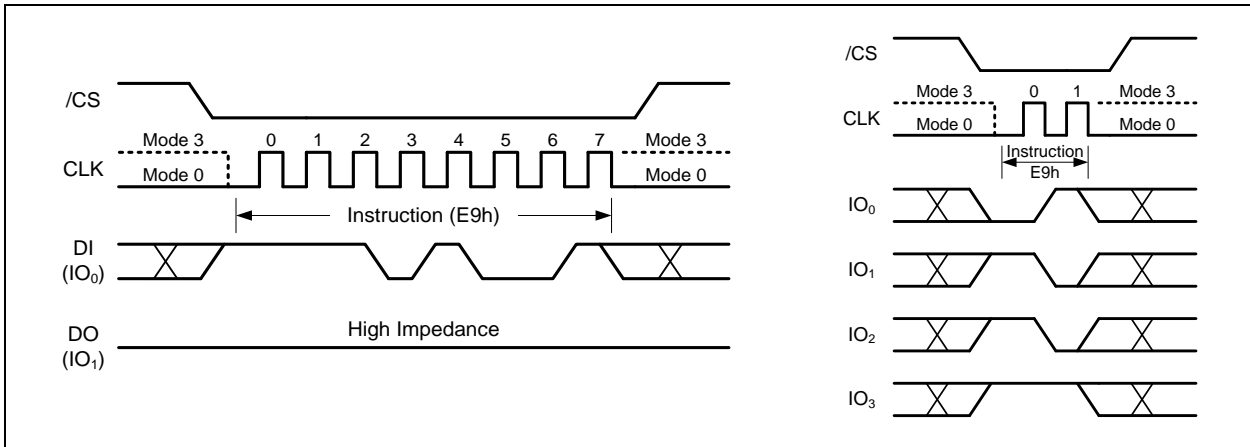 /CS
Mode 3 0 1 2 3 4 5 6 7 Mode 3
CLK
Mode 0 Mode 0
Instruction (E9h)
DI
(IO0)
High Impedance
DO
(IO1)
/CS
Mode 3 0 1 Mode 3
CLK
Mode 0 Mode 0
Instruction
E9h
IO0
IO1
IO2
IO3